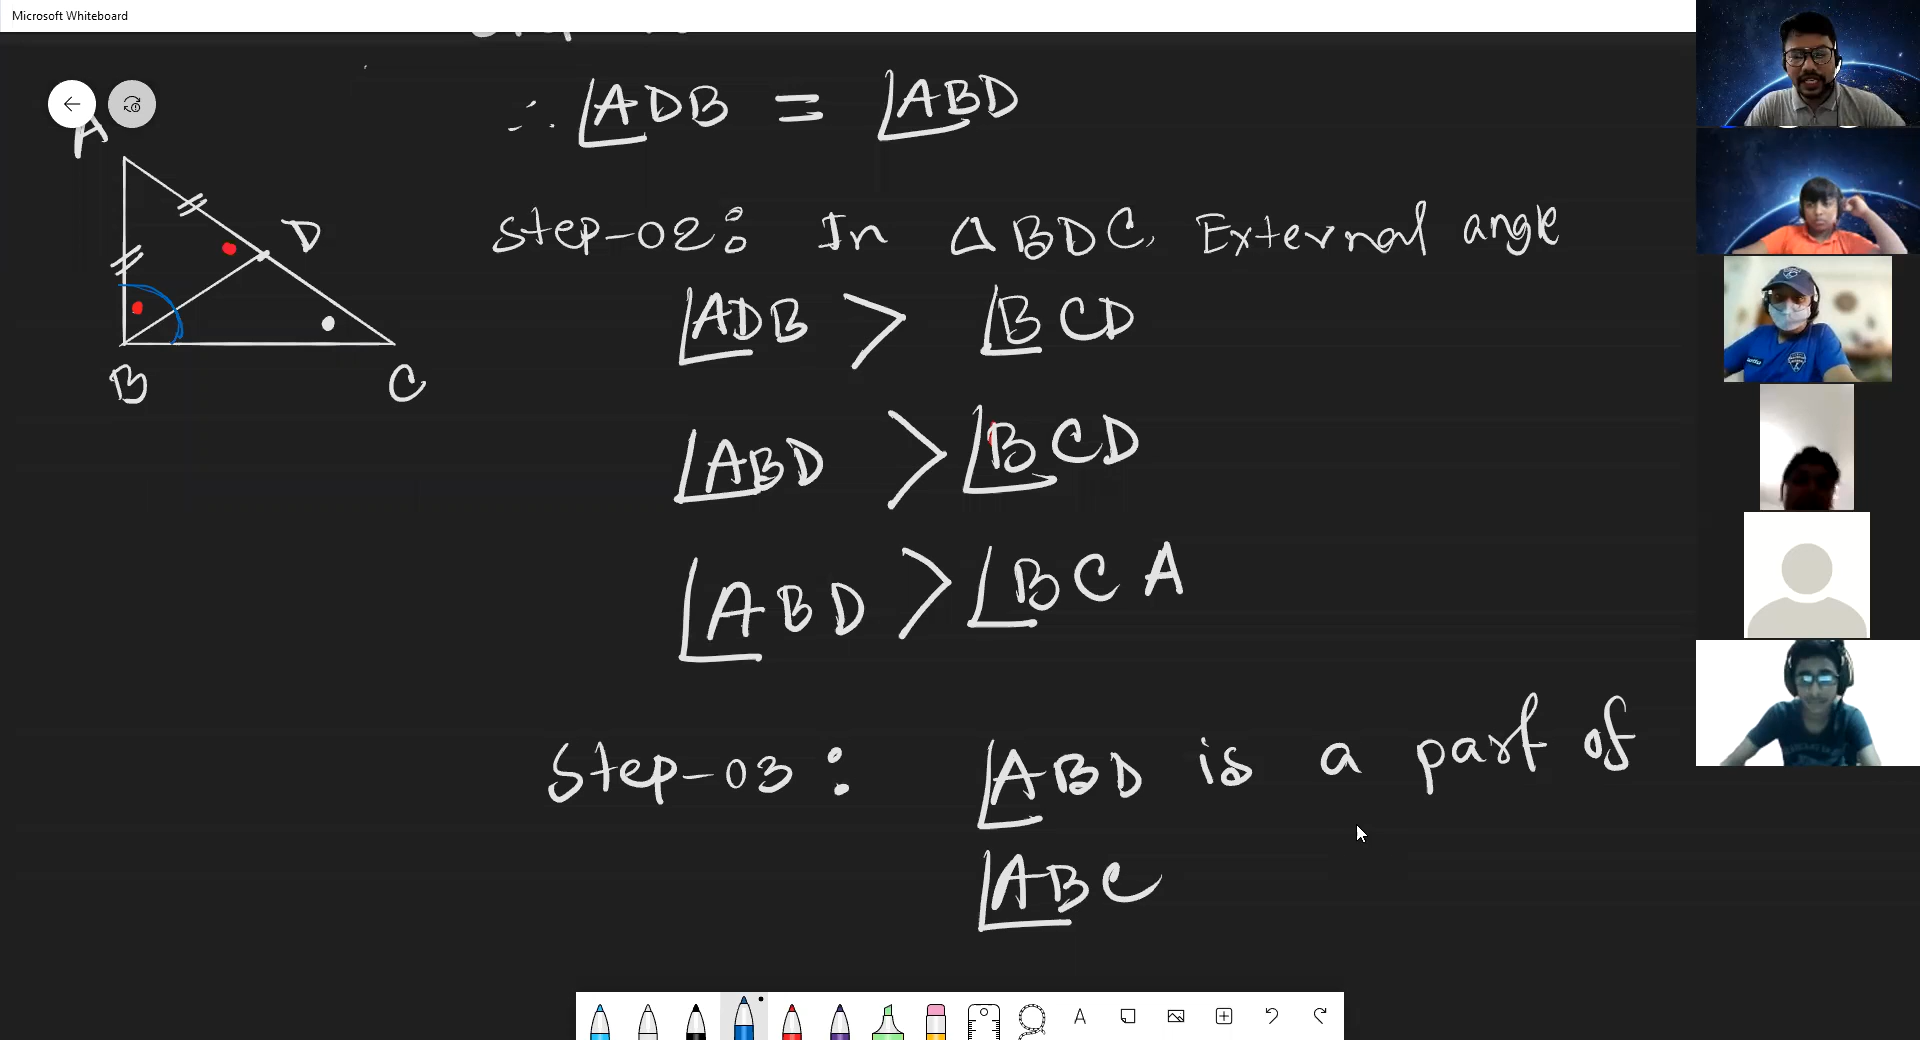 Microsoft Whiteboard
∴ ∠ADB = ∠ABD
Step-02: In ΔBDC, External angle
∠ADB > ∠BCD
∠ABD > ∠BCD
∠ABD > ∠BCA
Step-03: ∠ABD is a part of
∠ABC
A
D
B
C
A